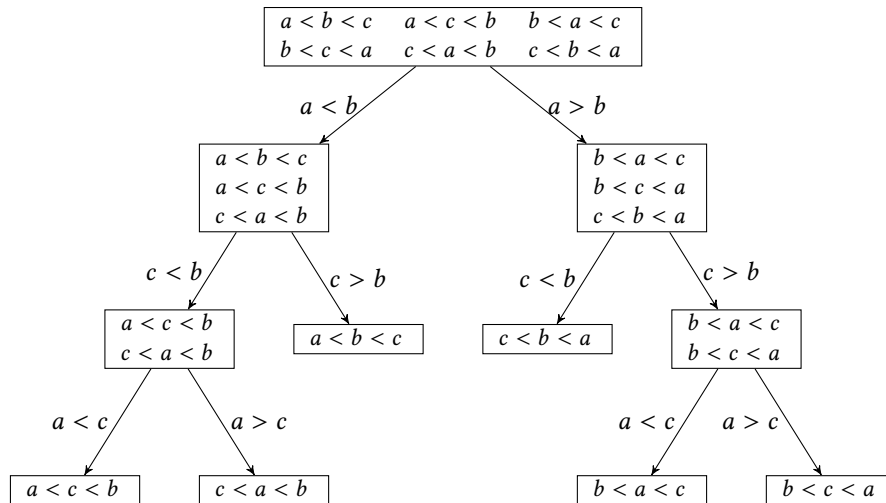 a < b < c a < c < b b < a < c
b < c < a c < a < b c < b < a
a < b a > b
a < b < c
a < c < b
c < a < b
b < a < c
b < c < a
c < b < a
c < b c > b c < b c > b
a < c < b
c < a < b
a < b < c
c < b < a
b < a < c
b < c < a
a < c a > c a < c a > c
a < c < b c < a < b b < a < c b < c < a